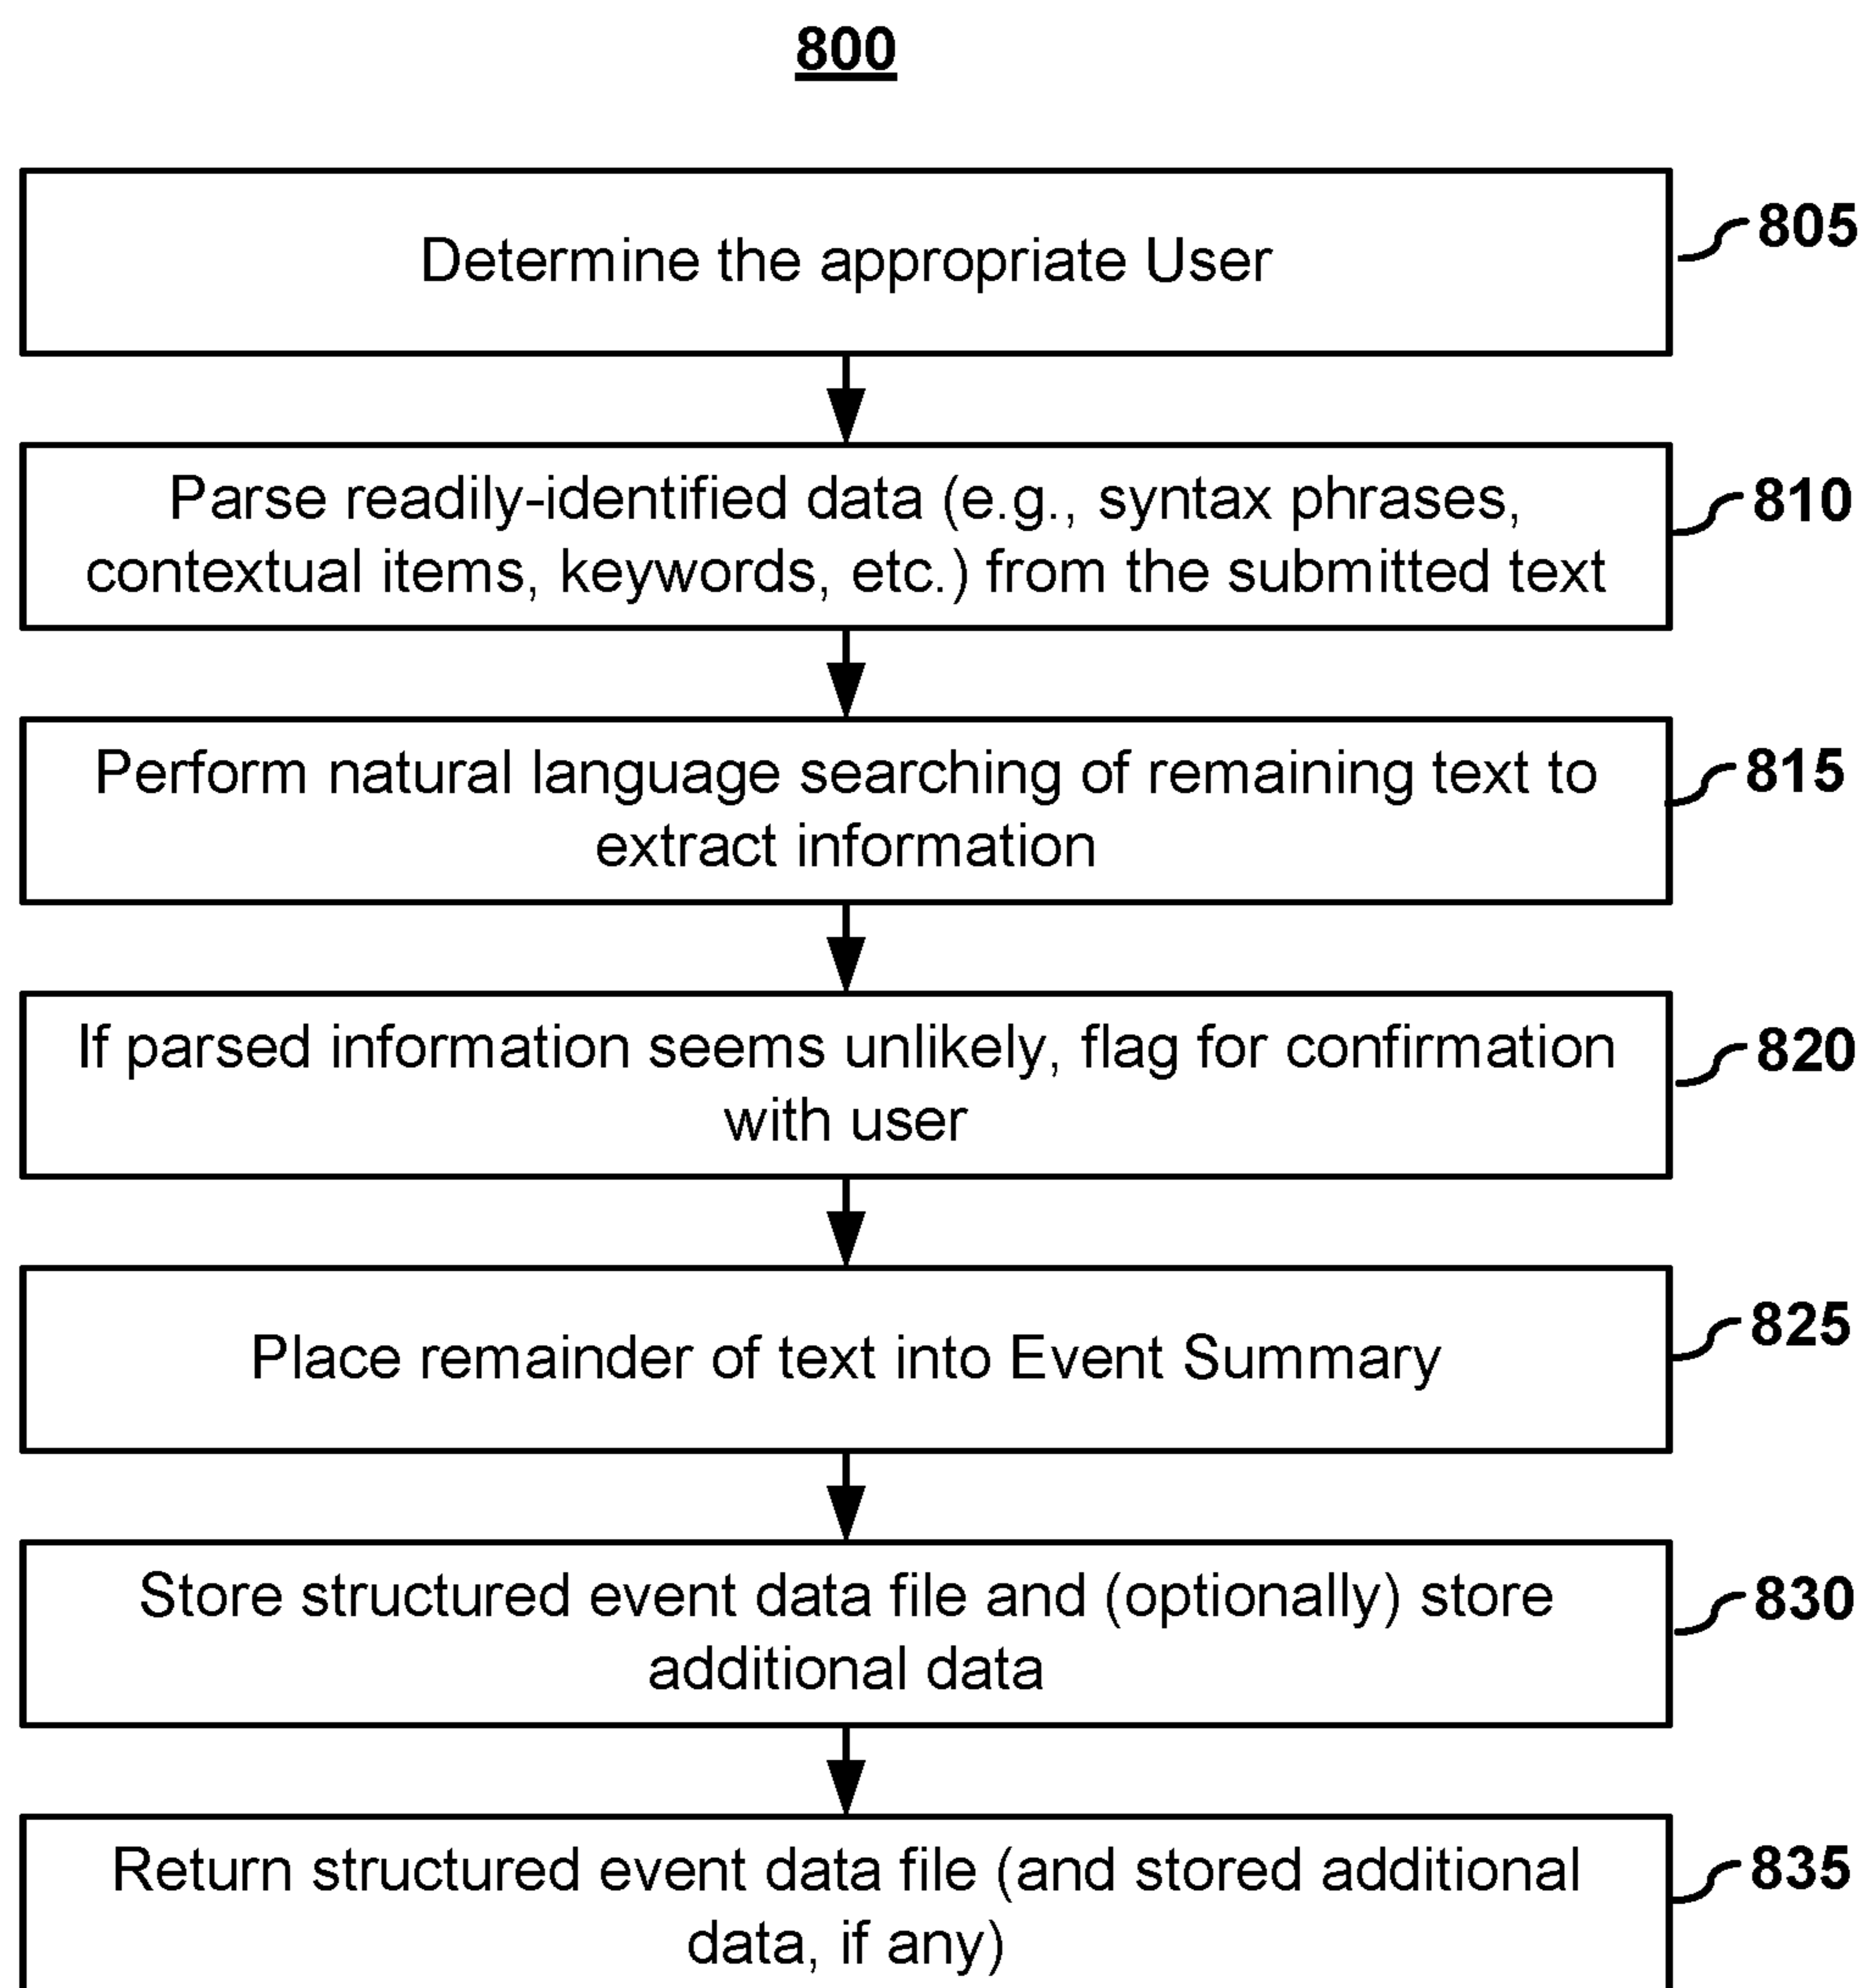 800
Determine the appropriate User
805
Parse readily-identified data (e.g., syntax phrases,
contextual items, keywords, etc.) from the submitted text
810
Perform natural language searching of remaining text to
extract information
815
If parsed information seems unlikely, flag for confirmation
with user
820
Place remainder of text into Event Summary
825
Store structured event data file and (optionally) store
additional data
830
Return structured event data file (and stored additional
data, if any)
835